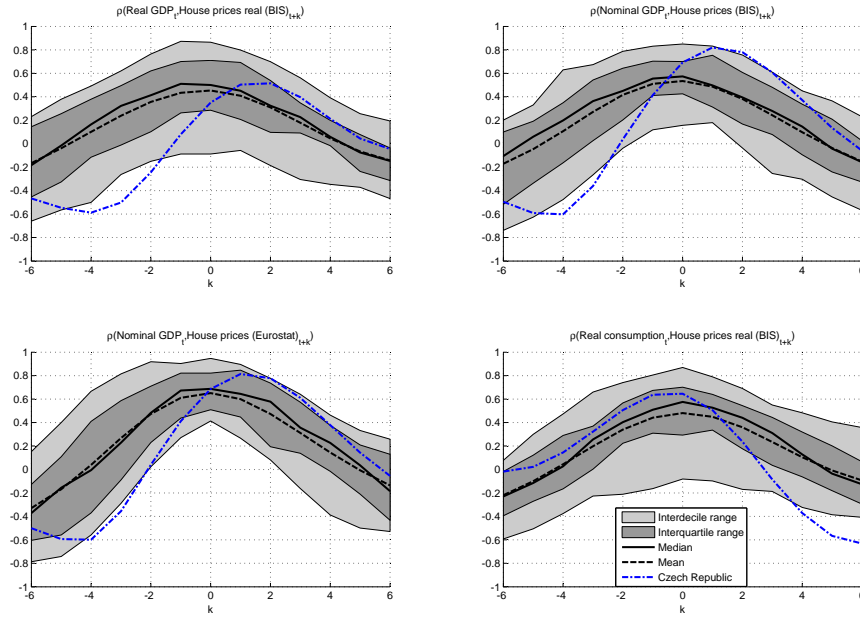 ρ(Real GDP_t,House prices real (BIS)_{t+k})
1
0.8
0.6
0.4
0.2
0
-0.2
-0.4
-0.6
-0.8
-1
-6 -4 -2 0 2 4 6
k
ρ(Nominal GDP_t,House prices (BIS)_{t+k})
1
0.8
0.6
0.4
0.2
0
-0.2
-0.4
-0.6
-0.8
-1
-6 -4 -2 0 2 4 6
k
ρ(Nominal GDP_t,House prices (Eurostat)_{t+k})
1
0.8
0.6
0.4
0.2
0
-0.2
-0.4
-0.6
-0.8
-1
-6 -4 -2 0 2 4 6
k
ρ(Real consumption_t,House prices real (BIS)_{t+k})
1
0.8
0.6
0.4
0.2
0
-0.2
-0.4
-0.6
-0.8
-1
-6 -4 -2 0 2 4 6
k
Interdecile range
Interquartile range
Median
Mean
Czech Republic